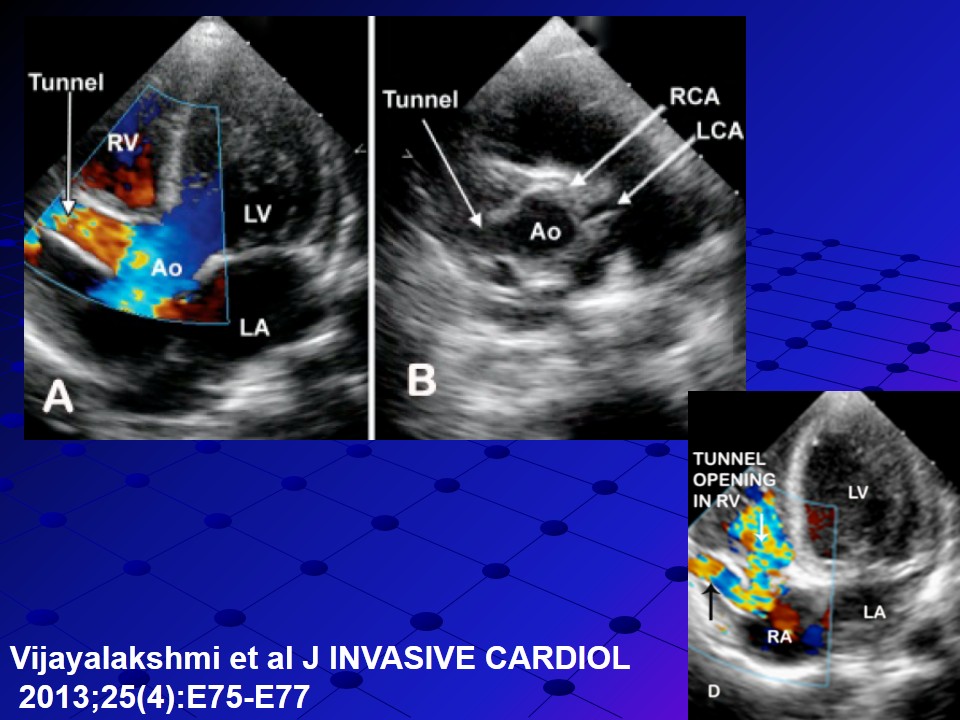 Tunnel
RV
LV
Ao
LA
A
Tunnel
RCA
LCA
Ao
B
TUNNEL
OPENING
IN RV
LV
LA
RA
D
Vijayalakshmi et al J INVASIVE CARDIOL
2013;25(4):E75-E77